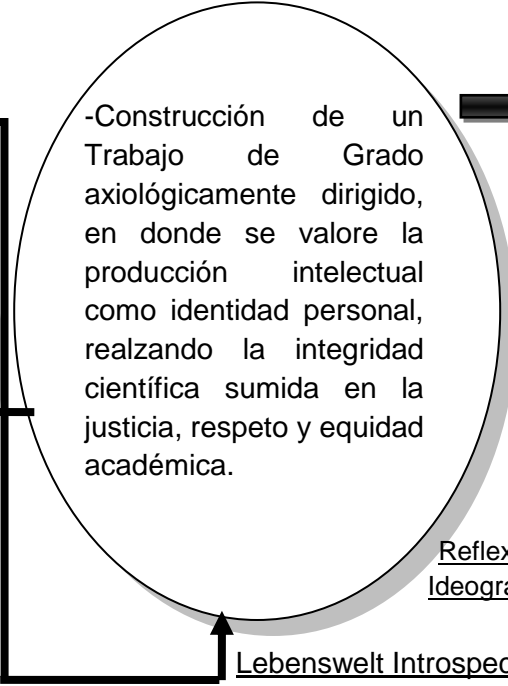 -Construcción de un
Trabajo de Grado
axiológicamente dirigido,
en donde se valore la
producción intelectual
como identidad personal,
realzando la integridad
científica sumida en la
justicia, respeto y equidad
académica.
Lebenswelt